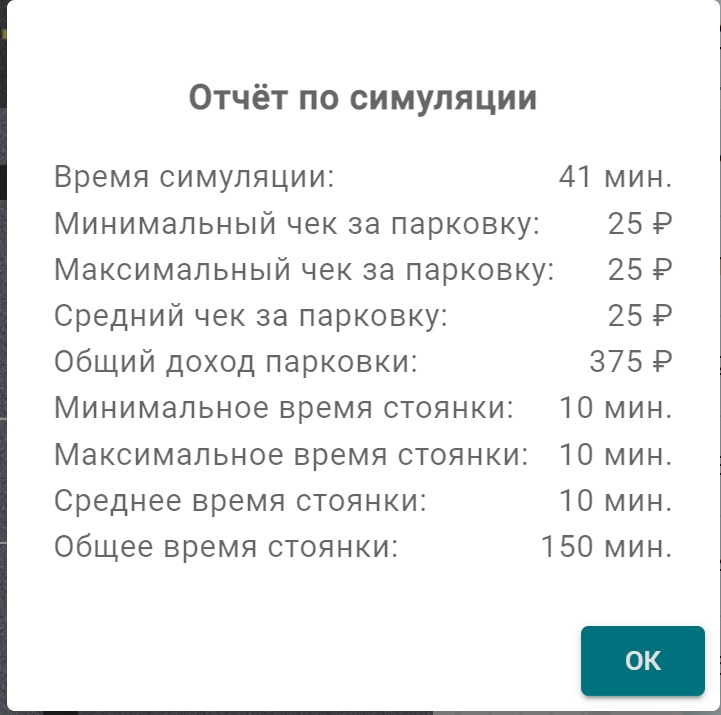 Отчёт по симуляции
Время симуляции: 41 мин.
Минимальный чек за парковку: 25 ₽
Максимальный чек за парковку: 25 ₽
Средний чек за парковку: 25 ₽
Общий доход парковки: 375 ₽
Минимальное время стоянки: 10 мин.
Максимальное время стоянки: 10 мин.
Среднее время стоянки: 10 мин.
Общее время стоянки: 150 мин.
ОК